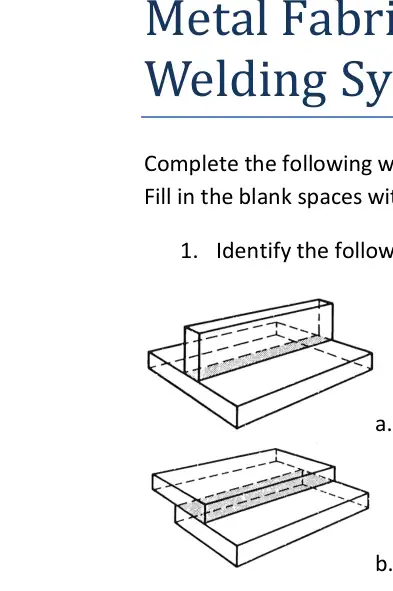 Metal Fabri
Welding Sy
Complete the following w
Fill in the blank spaces wit
1. Identify the follow
a.
b.